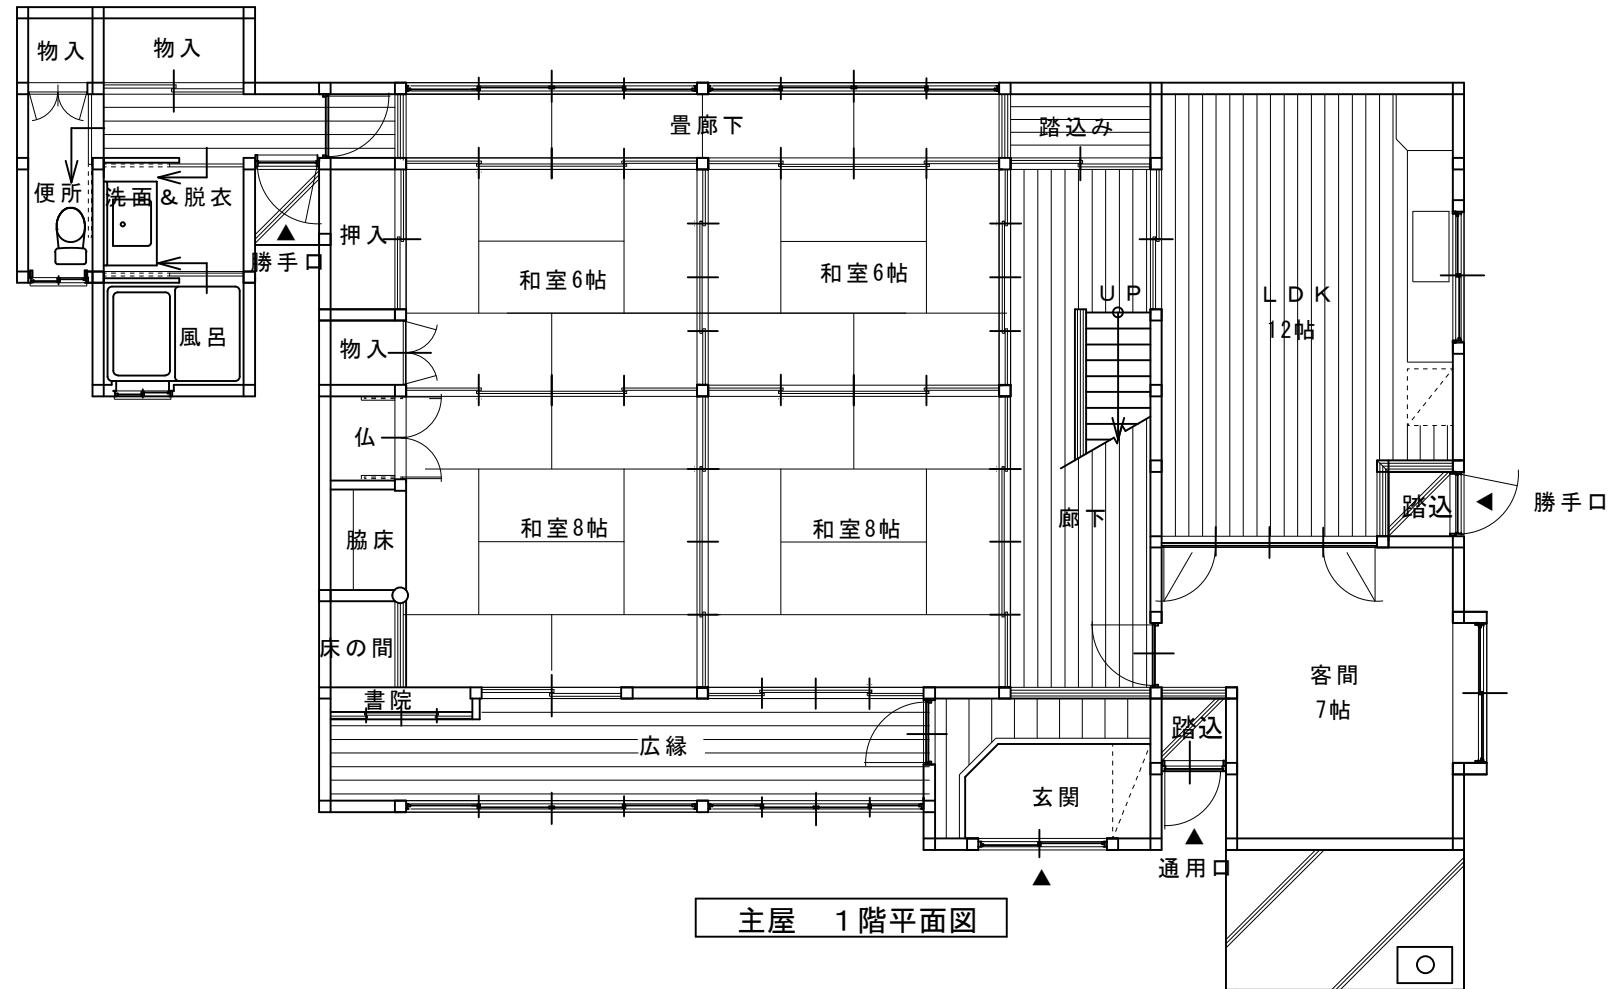 物入
物入
畳廊下
踏込み
便所
洗面&脱衣
押入
勝手口
和室6帖
和室6帖
UP
LDK
12帖
風呂
物入
仏
和室8帖
和室8帖
脇床
廊下
踏込
勝手口
床の間
書院
広縁
客間
7帖
踏込
玄関
通用口
主屋 1階平面図